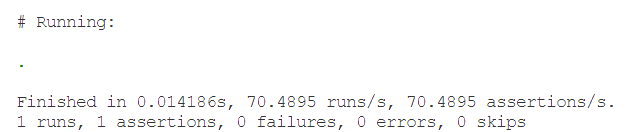 # Running:
.
Finished in 0.014186s, 70.4895 runs/s, 70.4895 assertions/s.
1 runs, 1 assertions, 0 failures, 0 errors, 0 skips